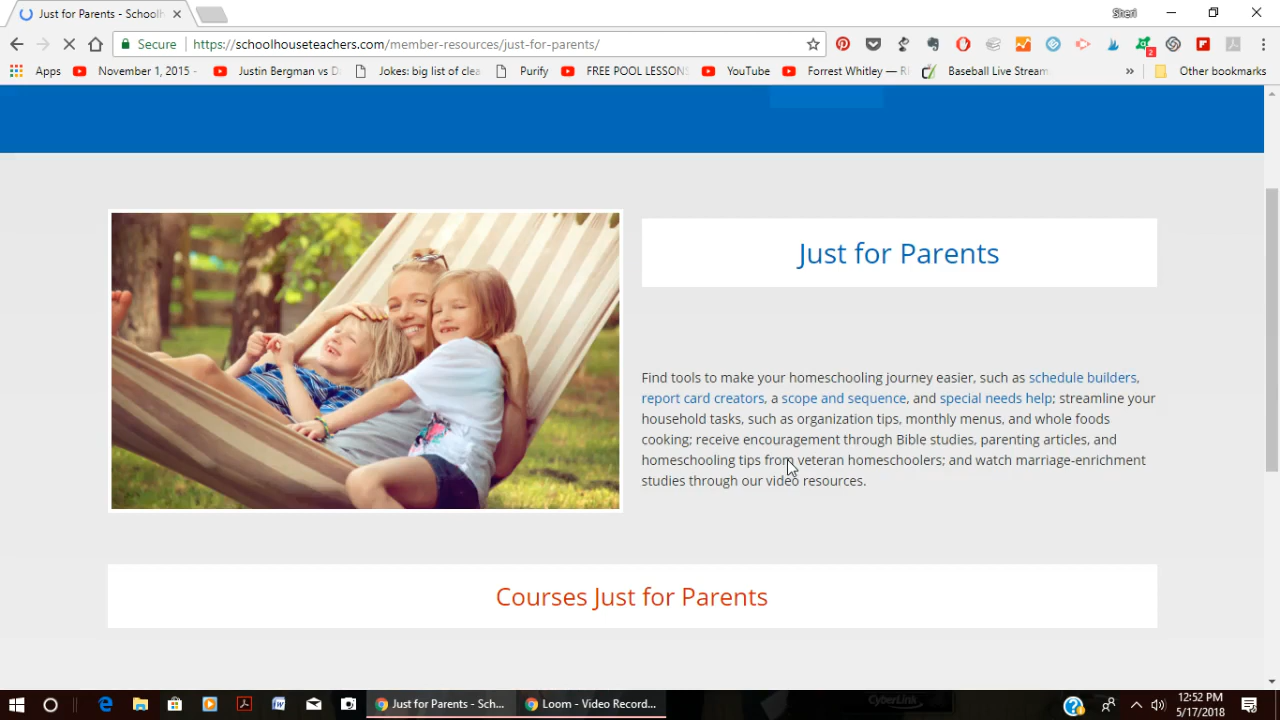 Just for Parents - Schoolh
Sheri
Secure
https://schoolhouseteachers.com/member-resources/just-for-parents/
2
Apps
November 1, 2015 -
Justin Bergman vs D
Jokes: big list of clea
Purify
FREE POOL LESSONS
YouTube
Forrest Whitley — R
Baseball Live Stream
»
Other bookmarks
Just for Parents
Find tools to make your homeschooling journey easier, such as schedule builders,
report card creators, a scope and sequence, and special needs help; streamline your
household tasks, such as organization tips, monthly menus, and whole foods
cooking; receive encouragement through Bible studies, parenting articles, and
homeschooling tips from veteran homeschoolers; and watch marriage-enrichment
studies through our video resources.
Courses Just for Parents
Just for Parents - Sch...
Loom - Video Record...
CyberLink
12:52 PM
5/17/2018